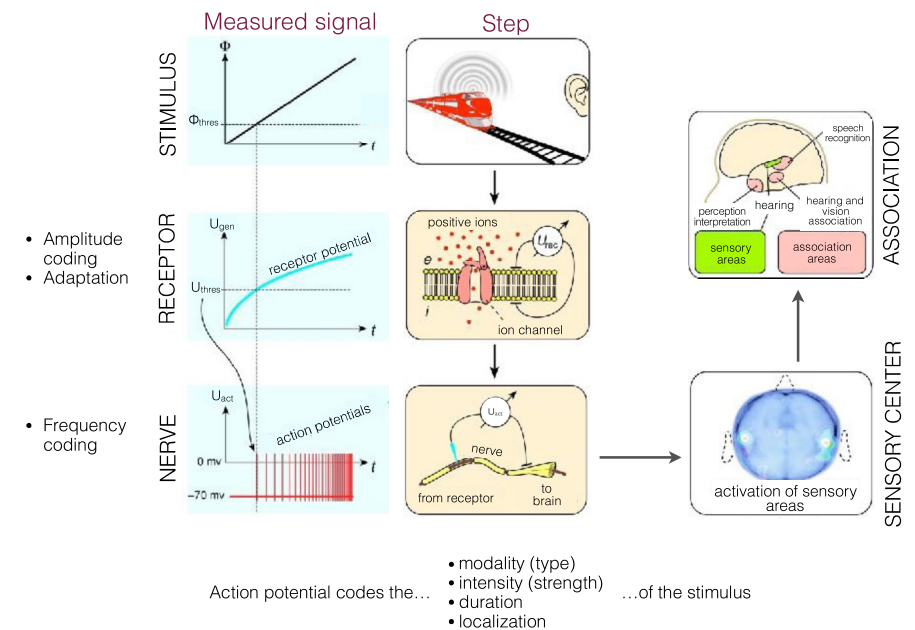 Measured signal
Step
STIMULUS
Φ
Φthres
t
RECEPTOR
• Amplitude
coding
• Adaptation
Ugen
receptor potential
Uthres
t
positive ions
e
i
ion channel
NERVE
• Frequency
coding
Uact
action potentials
0 mv
t
−70 mv
Uact
nerve
from receptor
to
brain
ASSOCIATION
speech
recognition
perception
interpretation
hearing
hearing and
vision
association
sensory
areas
association
areas
SENSORY CENTER
activation of sensory
areas
Action potential codes the…
• modality (type)
• intensity (strength)
• duration
• localization
…of the stimulus